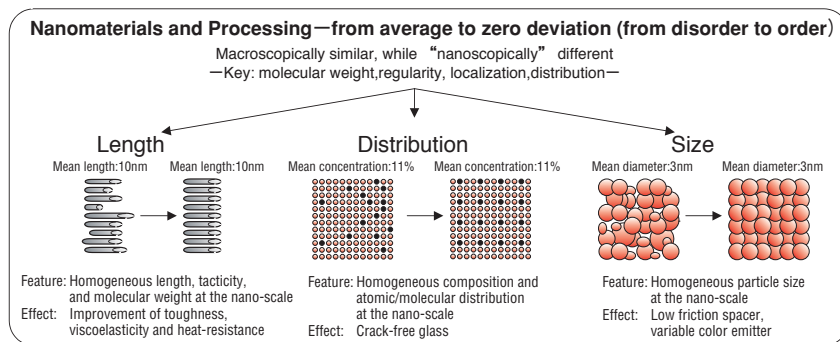 Nanomaterials and Processing—from average to zero deviation (from disorder to order)
Macroscopically similar, while “nanoscopically” different
—Key: molecular weight,regularity, localization,distribution—
Length
Mean length:10nm
Mean length:10nm
Feature: Homogeneous length, tacticity,
and molecular weight at the nano-scale
Effect: Improvement of toughness,
viscoelasticity and heat-resistance
Distribution
Mean concentration:11%
Mean concentration:11%
Feature: Homogeneous composition and
atomic/molecular distribution
at the nano-scale
Effect: Crack-free glass
Size
Mean diameter:3nm
Mean diameter:3nm
Feature: Homogeneous particle size
at the nano-scale
Effect: Low friction spacer,
variable color emitter